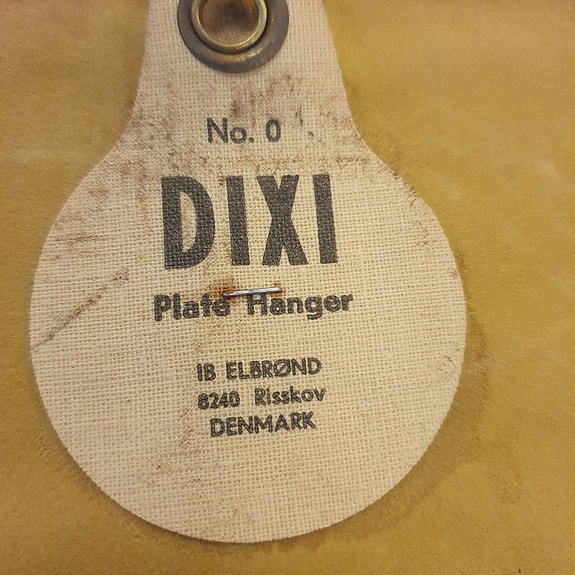 No. 0
DIXI
Plate Hanger
IB ELBRØND
8240 Risskov
DENMARK